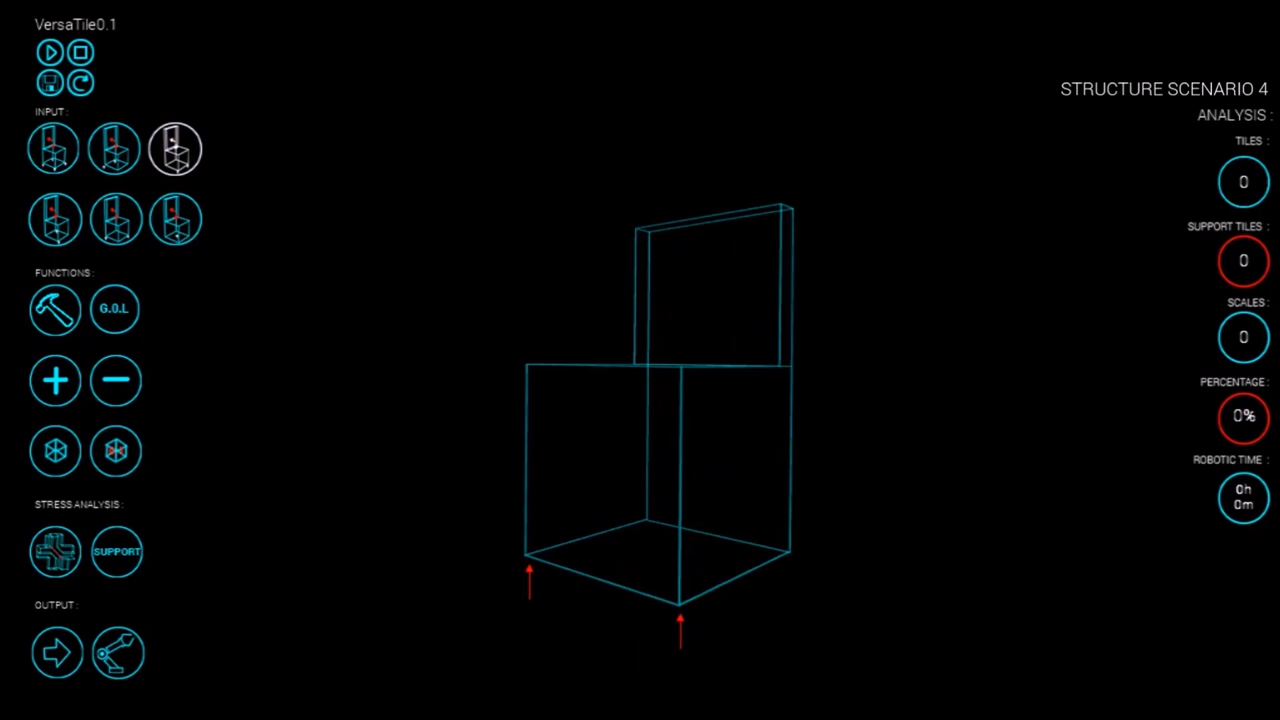 VersaTile0.1
INPUT :
FUNCTIONS :
G.O.L
STRESS ANALYSIS :
SUPPORT
OUTPUT :
STRUCTURE SCENARIO 4
ANALYSIS :
TILES :
0
SUPPORT TILES :
0
SCALES :
0
PERCENTAGE :
0%
ROBOTIC TIME :
0h
0m